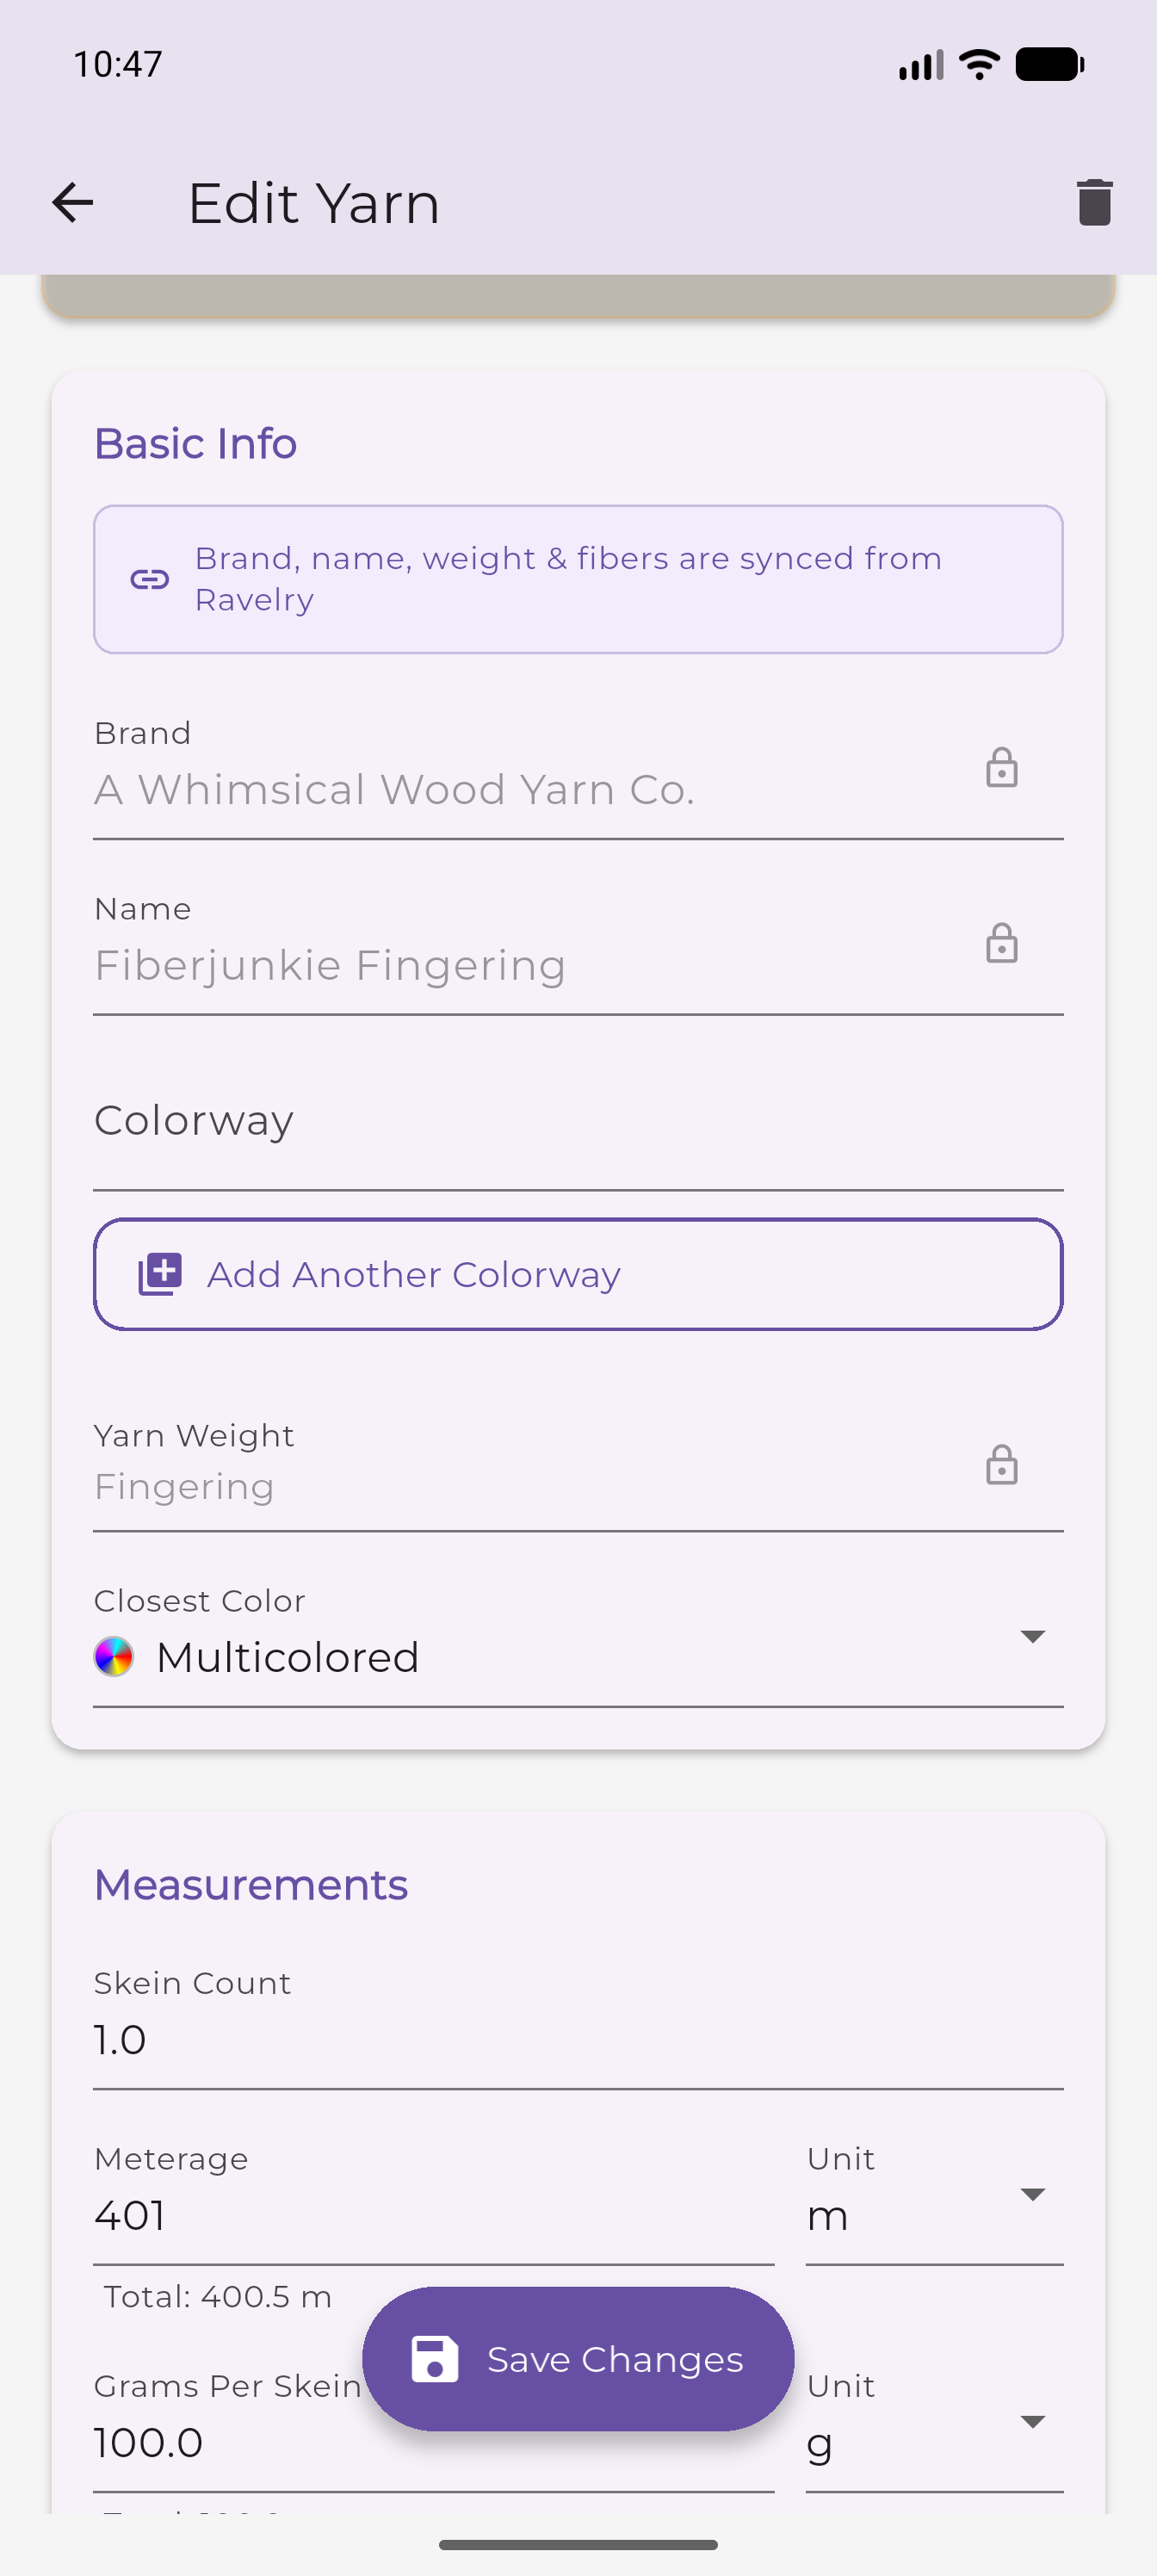 10:47
Edit Yarn
Basic Info
Brand, name, weight & fibers are synced from
Ravelry
Brand
A Whimsical Wood Yarn Co.
Name
Fiberjunkie Fingering
Colorway
Add Another Colorway
Yarn Weight
Fingering
Closest Color
Multicolored
Measurements
Skein Count
1.0
Meterage
401
Unit
m
Total: 400.5 m
Save Changes
Grams Per Skein
100.0
Unit
g